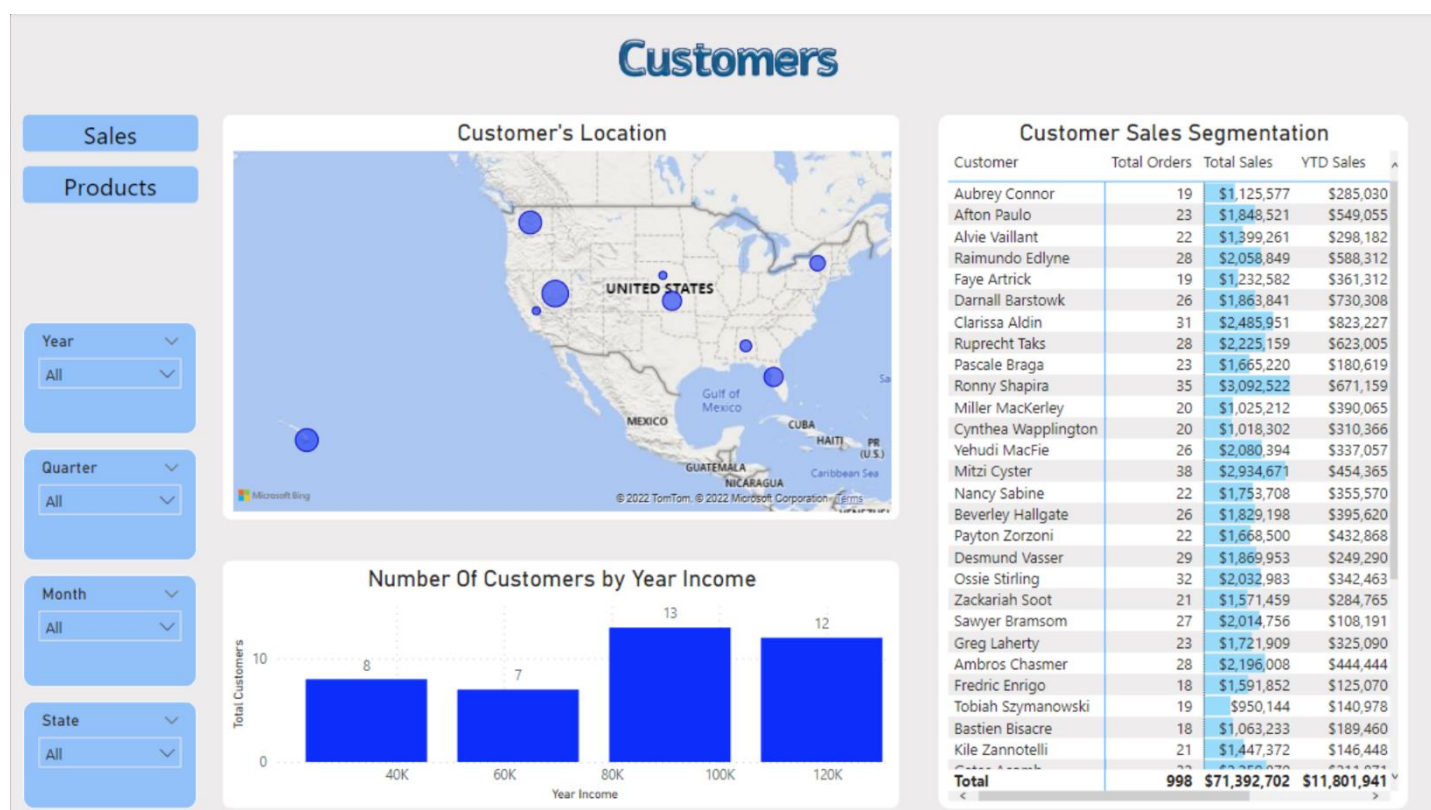 Customers
Sales
Products
Year
All
Quarter
All
Month
All
State
All
Customer's Location
UNITED STATES
Gulf of
Mexico
MEXICO
CUBA
HAITI
PR
(U.S.)
GUATEMALA
NICARAGUA
Caribbean Sea
Microsoft Bing
© 2022 TomTom, © 2022 Microsoft Corporation Terms
Number Of Customers by Year Income
Total Customers
10
0
8
7
13
12
40K 60K 80K 100K 120K
Year Income
Customer Sales Segmentation
Customer Total Orders Total Sales YTD Sales
Aubrey Connor 19 $1,125,577 $285,030
Afton Paulo 23 $1,848,521 $549,055
Alvie Vaillant 22 $1,399,261 $298,182
Raimundo Edlyne 28 $2,058,849 $588,312
Faye Artrick 19 $1,232,582 $361,312
Darnall Barstowk 26 $1,863,841 $730,308
Clarissa Aldin 31 $2,485,951 $823,227
Ruprecht Taks 28 $2,225,159 $623,005
Pascale Braga 23 $1,665,220 $180,619
Ronny Shapira 35 $3,092,522 $671,159
Miller MacKerley 20 $1,025,212 $390,065
Cynthea Wapplington 20 $1,018,302 $310,366
Yehudi MacFie 26 $2,080,394 $337,057
Mitzi Cyster 38 $2,934,671 $454,365
Nancy Sabine 22 $1,753,708 $355,570
Beverley Hallgate 26 $1,829,198 $395,620
Payton Zorzoni 22 $1,668,500 $432,868
Desmund Vasser 29 $1,869,953 $249,290
Ossie Stirling 32 $2,032,983 $342,463
Zackariah Soot 21 $1,571,459 $284,765
Sawyer Bramsom 27 $2,014,756 $108,191
Greg Laherty 23 $1,721,909 $325,090
Ambros Chasmer 28 $2,196,008 $444,444
Fredric Enrigo 18 $1,591,852 $125,070
Tobiah Szymanowski 19 $950,144 $140,978
Bastien Bisacre 18 $1,063,233 $189,460
Kile Zannotelli 21 $1,447,372 $146,448
Total 998 $71,392,702 $11,801,941